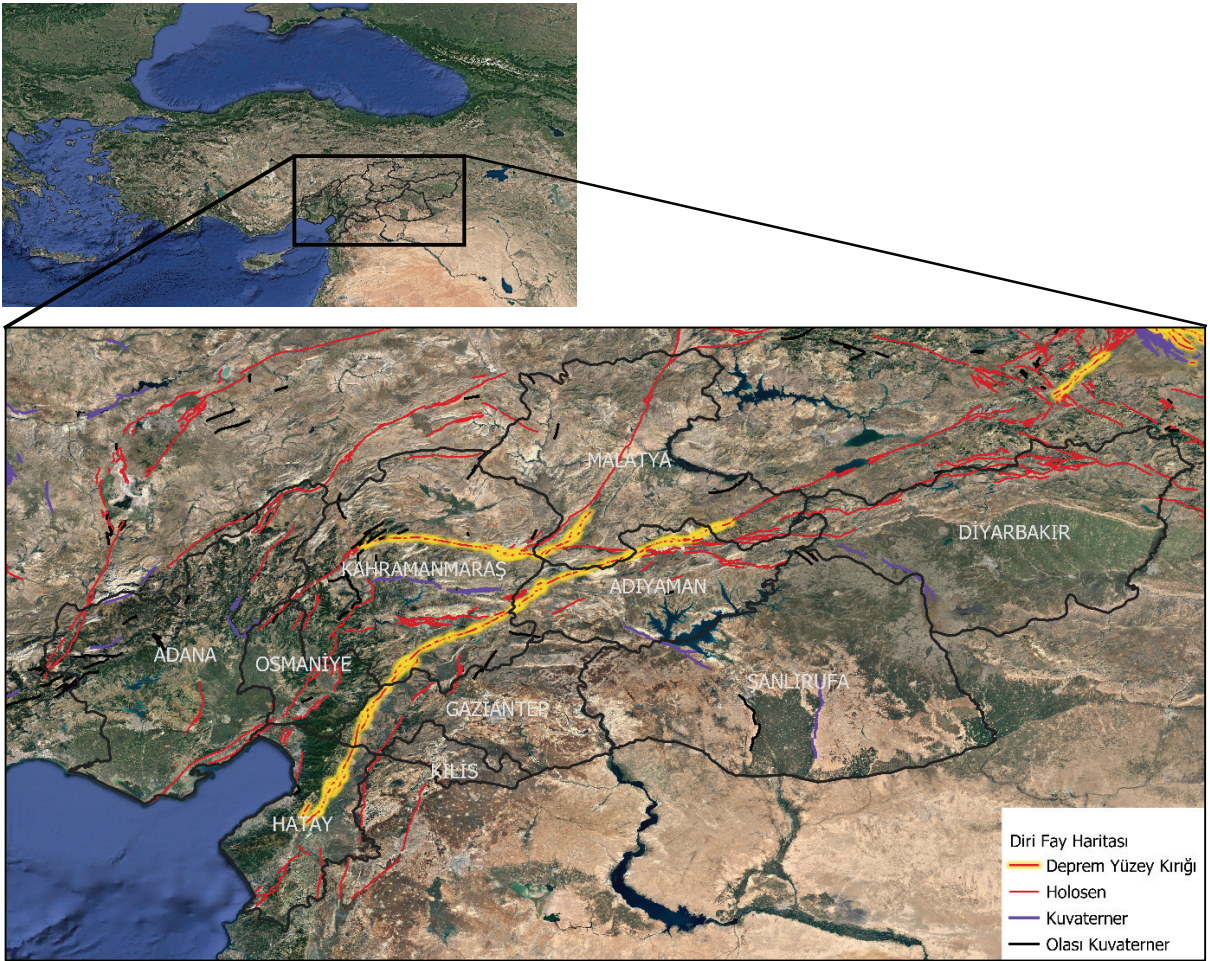 MALATYA
DİYARBAKIR
KAHRAMANMARAŞ
ADIYAMAN
ADANA
OSMANİYE
ŞANLIRUFA
GAZİANTEP
KİLİS
HATAY
Diri Fay Haritası
Deprem Yüzey Kırığı
Holosen
Kuvaterner
Olası Kuvaterner